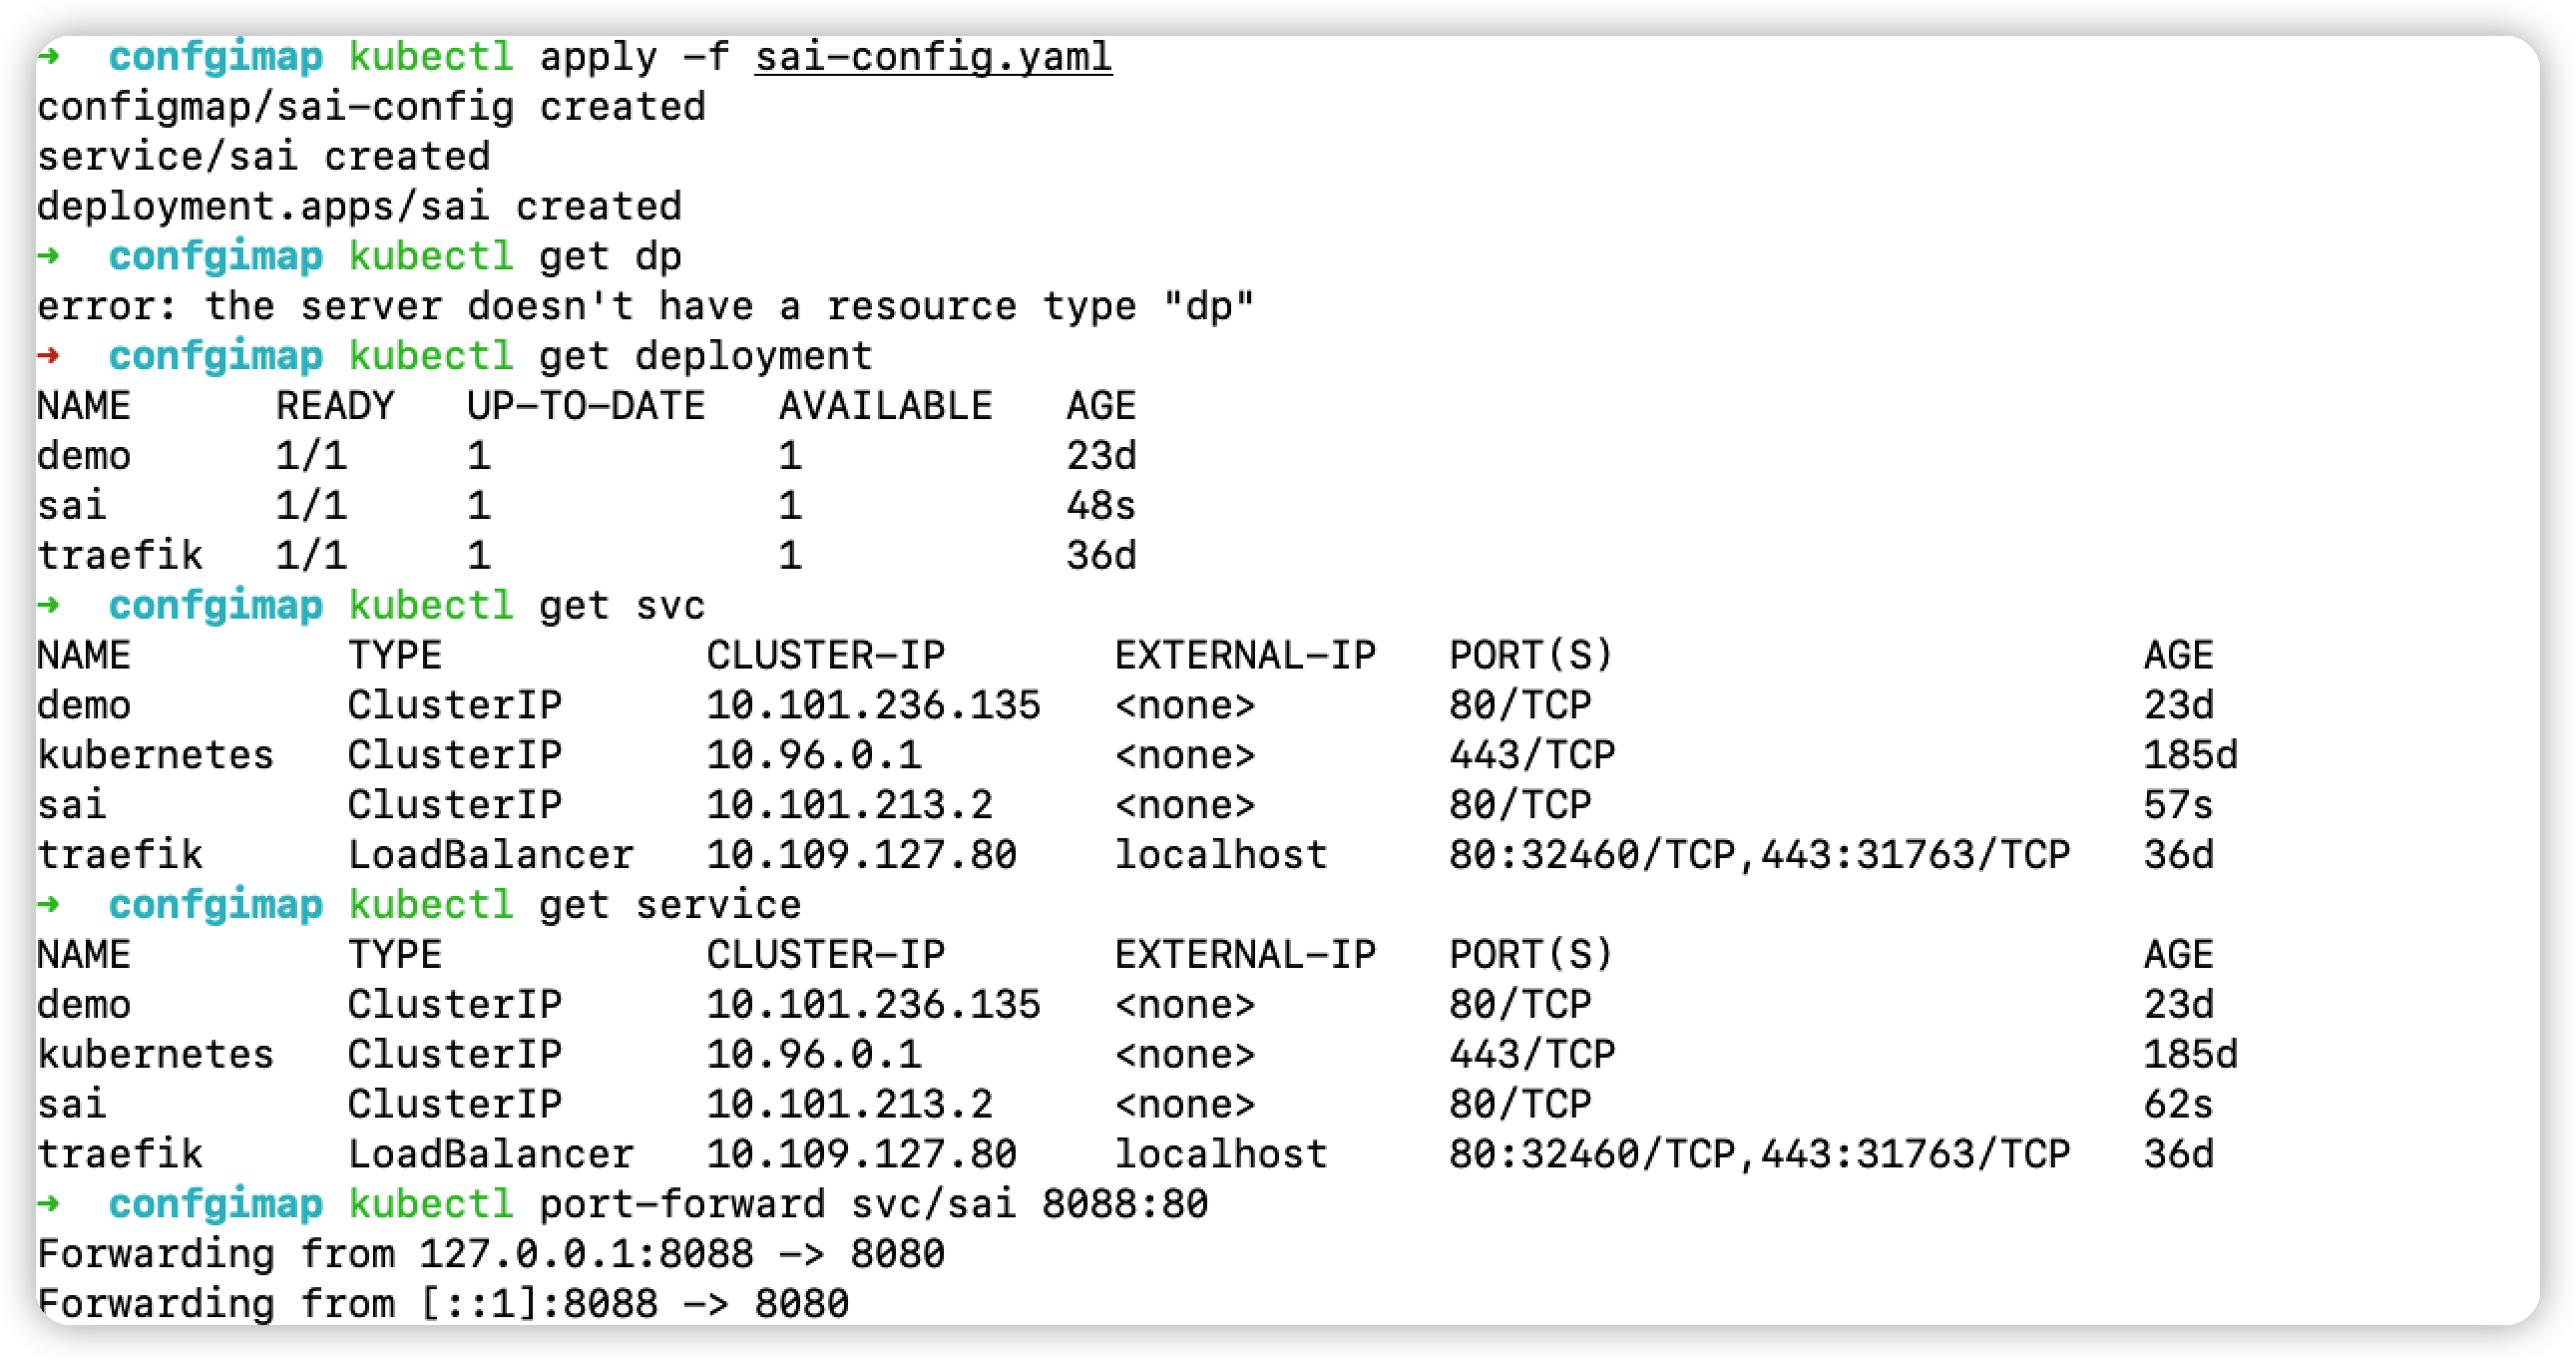 →  confgimap kubectl apply -f sai-config.yaml
configmap/sai-config created
service/sai created
deployment.apps/sai created
→  confgimap kubectl get dp
error: the server doesn't have a resource type "dp"
→  confgimap kubectl get deployment
NAME      READY   UP-TO-DATE   AVAILABLE   AGE
demo      1/1     1            1           23d
sai       1/1     1            1           48s
traefik   1/1     1            1           36d
→  confgimap kubectl get svc
NAME         TYPE           CLUSTER-IP       EXTERNAL-IP   PORT(S)                      AGE
demo         ClusterIP      10.101.236.135   <none>        80/TCP                       23d
kubernetes   ClusterIP      10.96.0.1        <none>        443/TCP                      185d
sai          ClusterIP      10.101.213.2     <none>        80/TCP                       57s
traefik      LoadBalancer   10.109.127.80    localhost     80:32460/TCP,443:31763/TCP   36d
→  confgimap kubectl get service
NAME         TYPE           CLUSTER-IP       EXTERNAL-IP   PORT(S)                      AGE
demo         ClusterIP      10.101.236.135   <none>        80/TCP                       23d
kubernetes   ClusterIP      10.96.0.1        <none>        443/TCP                      185d
sai          ClusterIP      10.101.213.2     <none>        80/TCP                       62s
traefik      LoadBalancer   10.109.127.80    localhost     80:32460/TCP,443:31763/TCP   36d
→  confgimap kubectl port-forward svc/sai 8088:80
Forwarding from 127.0.0.1:8088 -> 8080
Forwarding from [::1]:8088 -> 8080